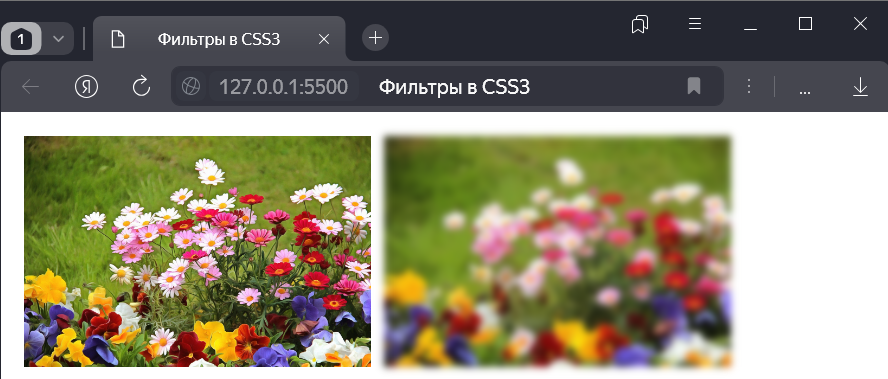 1
Фильтры в CSS3
Я
127.0.0.1:5500 Фильтры в CSS3
...